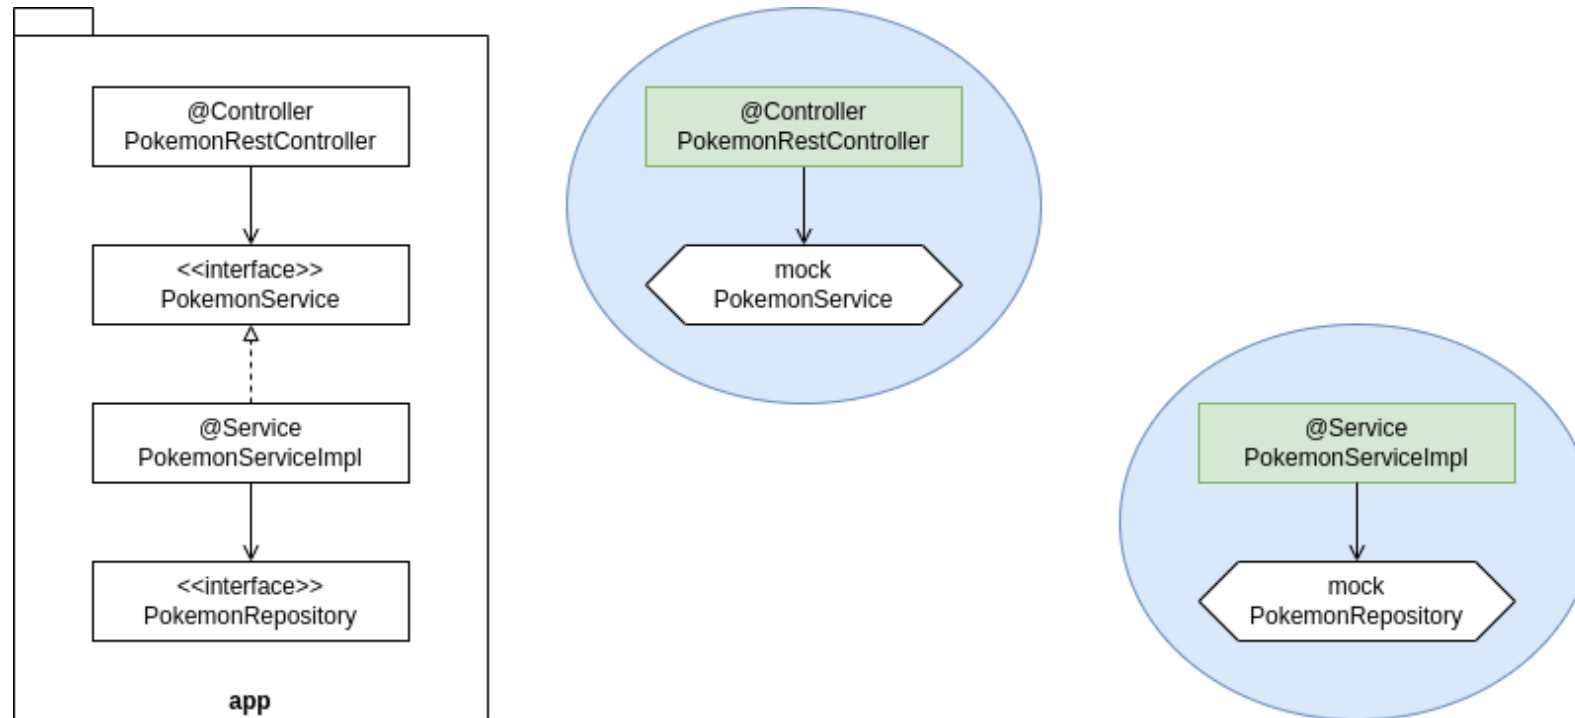 @Controller
PokemonRestController
<<interface>>
PokemonService
@Service
PokemonServiceImpl
<<interface>>
PokemonRepository
app
@Controller
PokemonRestController
mock
PokemonService
@Service
PokemonServiceImpl
mock
PokemonRepository